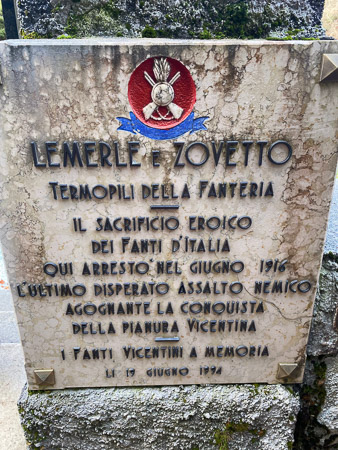 LEMERLE E ZOVETTO
TERMOPILI DELLA FANTERIA
IL SACRIFICIO EROICO
DEI FANTI D'ITALIA
QUI ARRESTO' NEL GIUGNO 1916
L'ULTIMO DISPERATO ASSALTO NEMICO
AGOGNANTE LA CONQUISTA
DELLA PIANURA VICENTINA
I FANTI VICENTINI A MEMORIA
LI 19 GIUGNO 1974